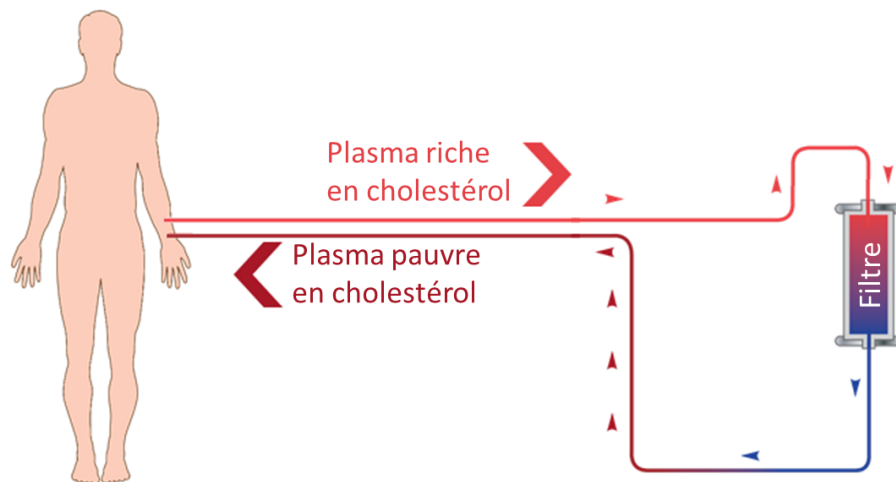 Plasma riche
en cholestérol
Plasma pauvre
en cholestérol
Filtre